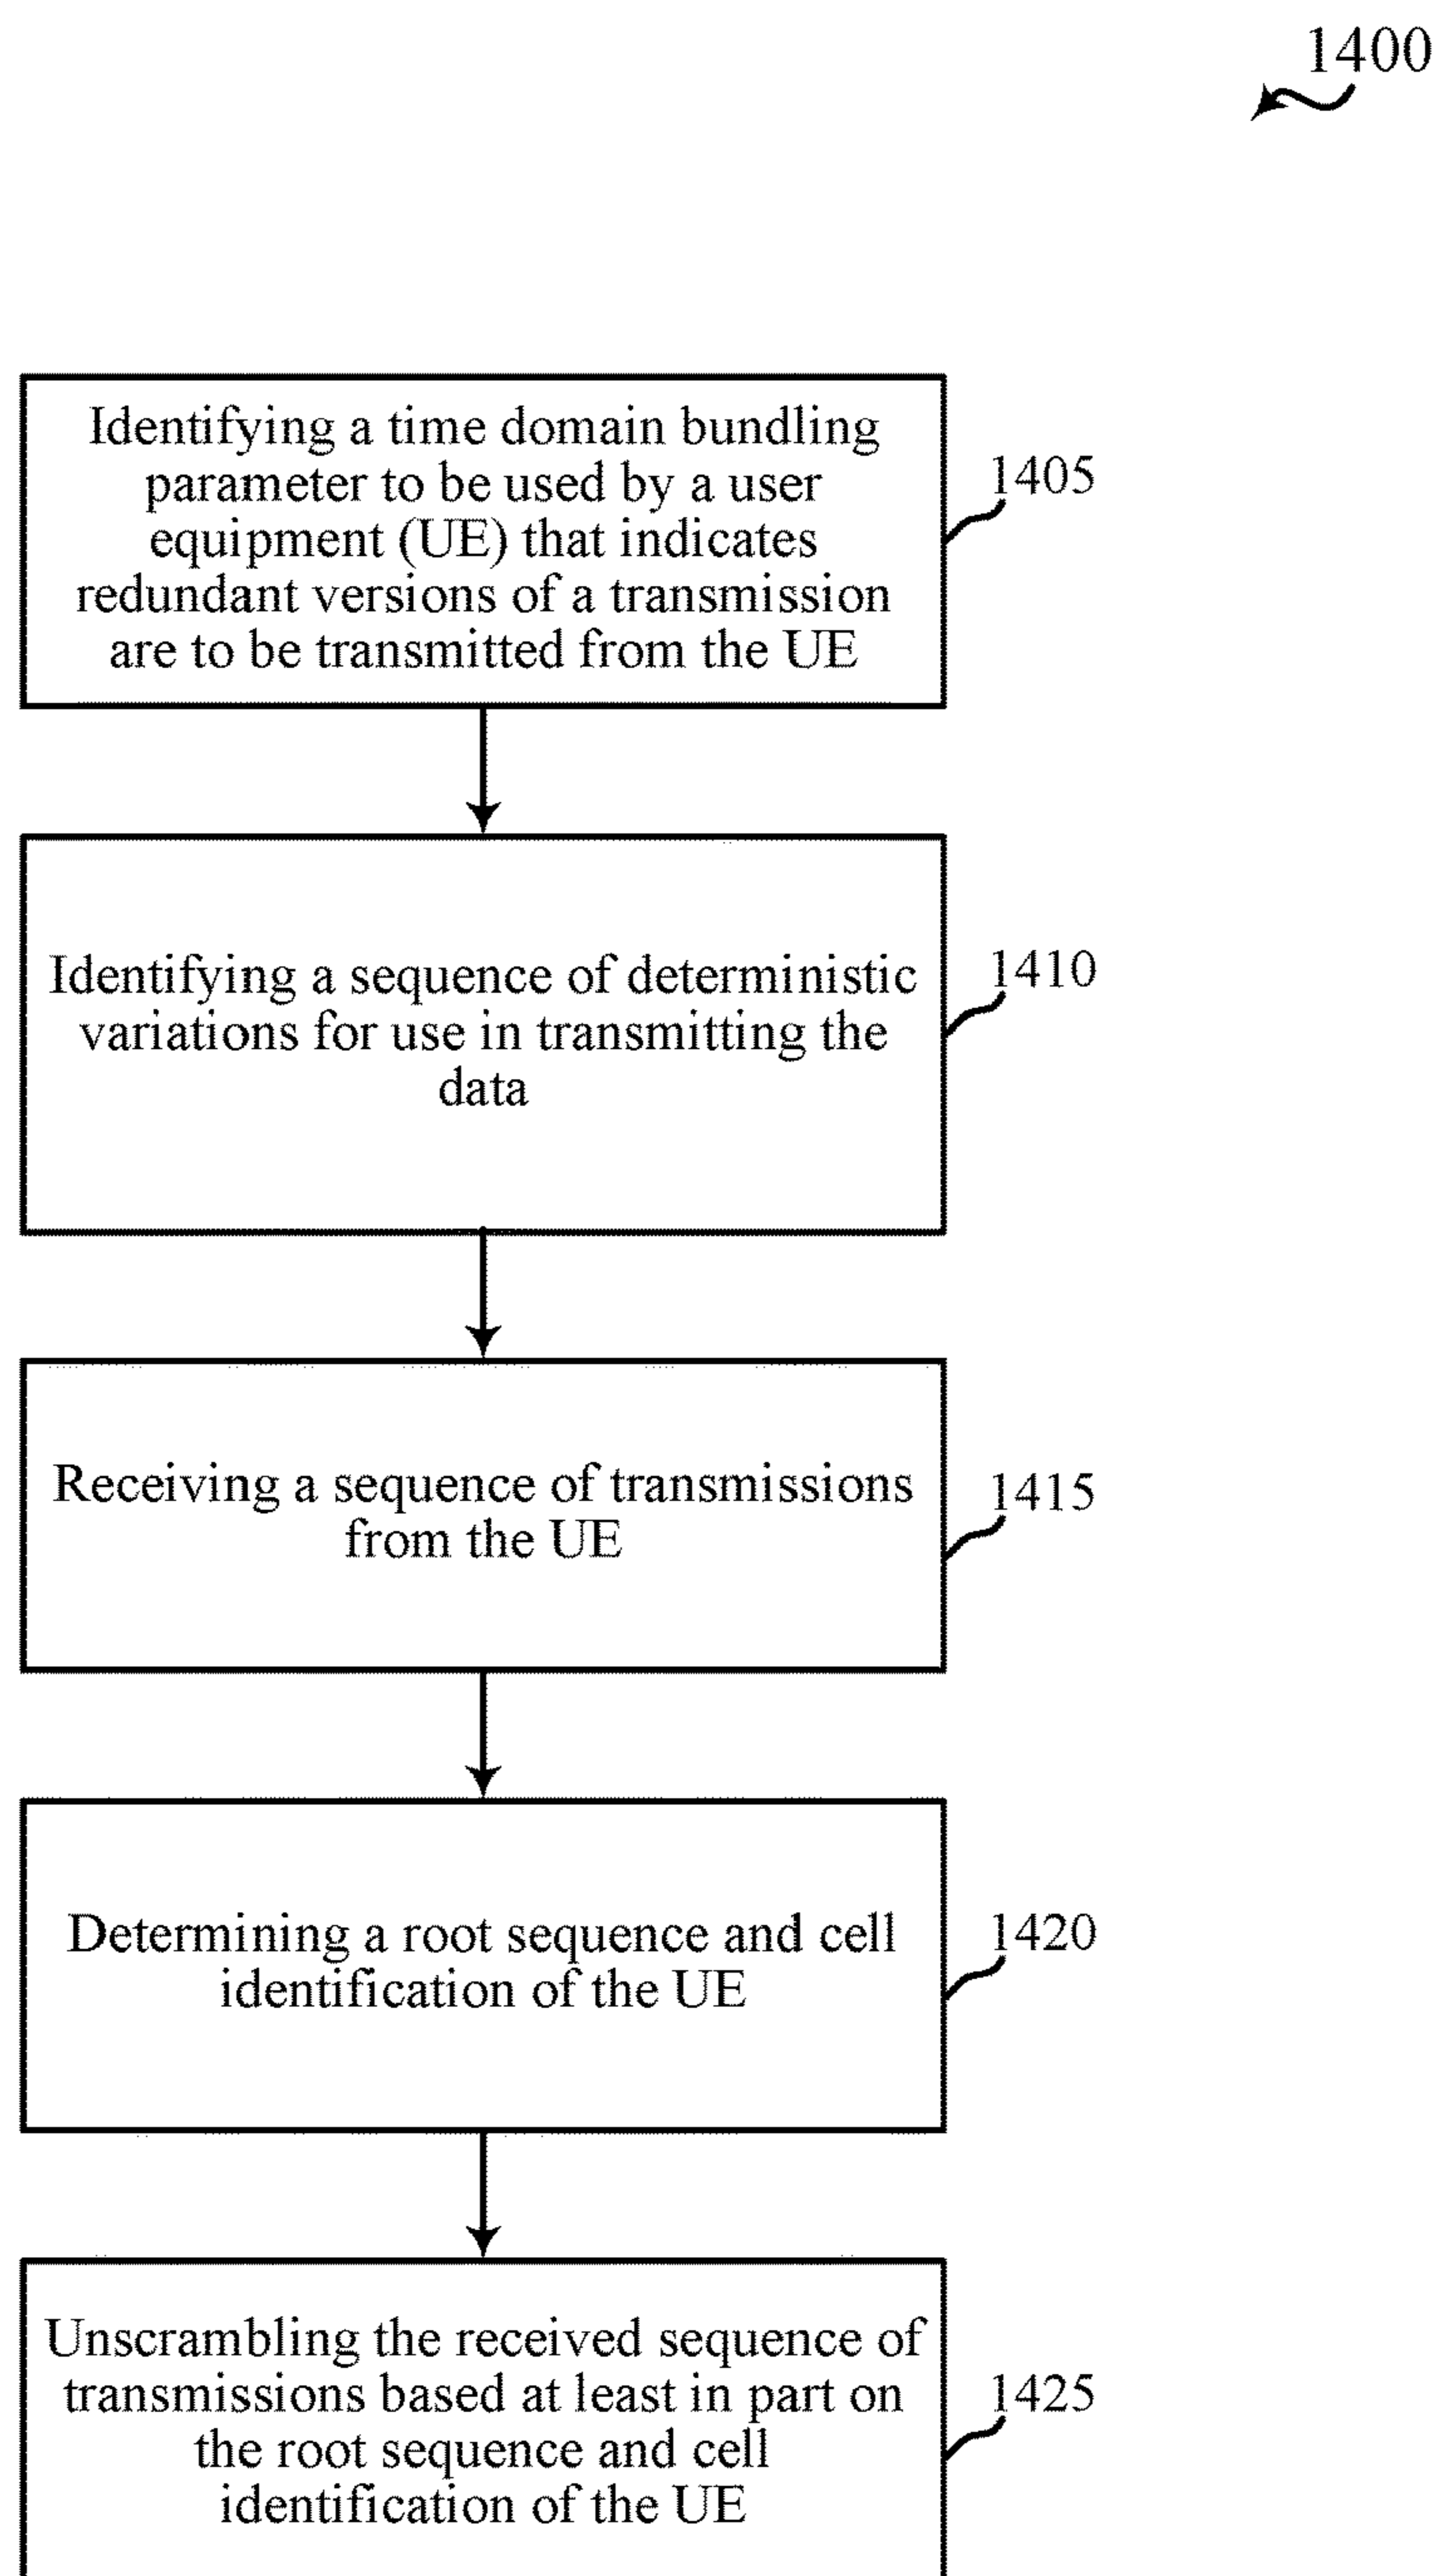 1400
Identifying a time domain bundling
parameter to be used by a user
equipment (UE) that indicates
redundant versions of a transmission
are to be transmitted from the UE
1405
Identifying a sequence of deterministic
variations for use in transmitting the
data
1410
Receiving a sequence of transmissions
from the UE
1415
Determining a root sequence and cell
identification of the UE
1420
Unscrambling the received sequence of
transmissions based at least in part on
the root sequence and cell
identification of the UE
1425